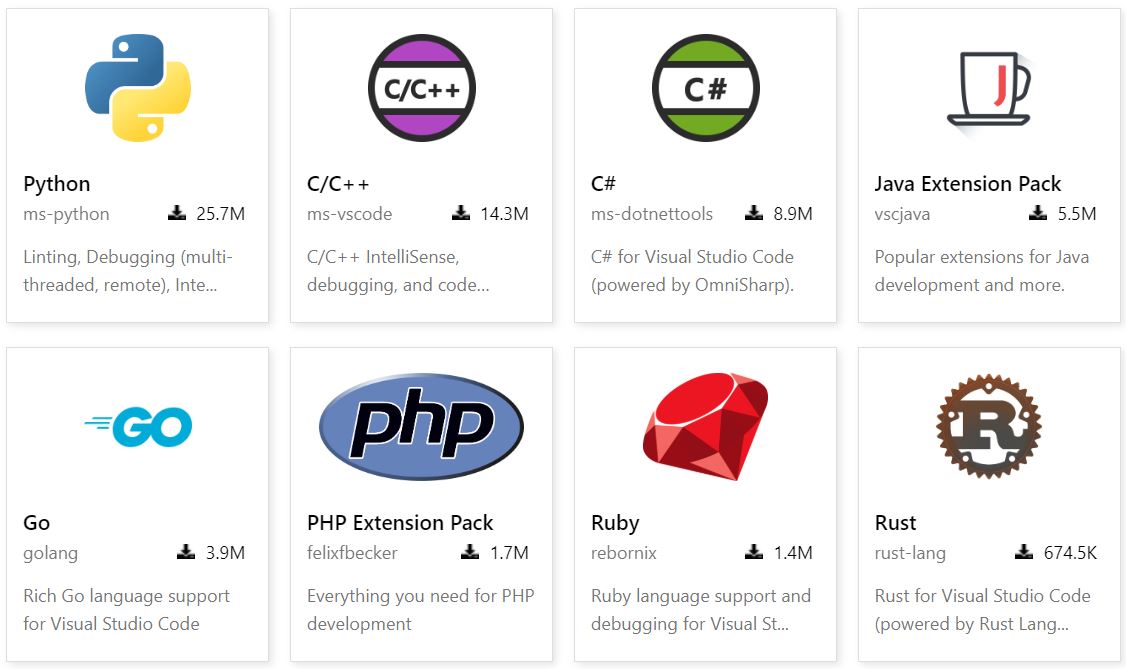 C/C++
C#
J
Python
ms-python 25.7M
Linting, Debugging (multi-
threaded, remote), Inte...
C/C++
ms-vscode 14.3M
C/C++ IntelliSense,
debugging, and code...
C#
ms-dotnettools 8.9M
C# for Visual Studio Code
(powered by OmniSharp).
Java Extension Pack
vscjava 5.5M
Popular extensions for Java
development and more.
GO
php
R
Go
golang 3.9M
Rich Go language support
for Visual Studio Code
PHP Extension Pack
felixfbecker 1.7M
Everything you need for PHP
development
Ruby
rebornix 1.4M
Ruby language support and
debugging for Visual St...
Rust
rust-lang 674.5K
Rust for Visual Studio Code
(powered by Rust Lang...